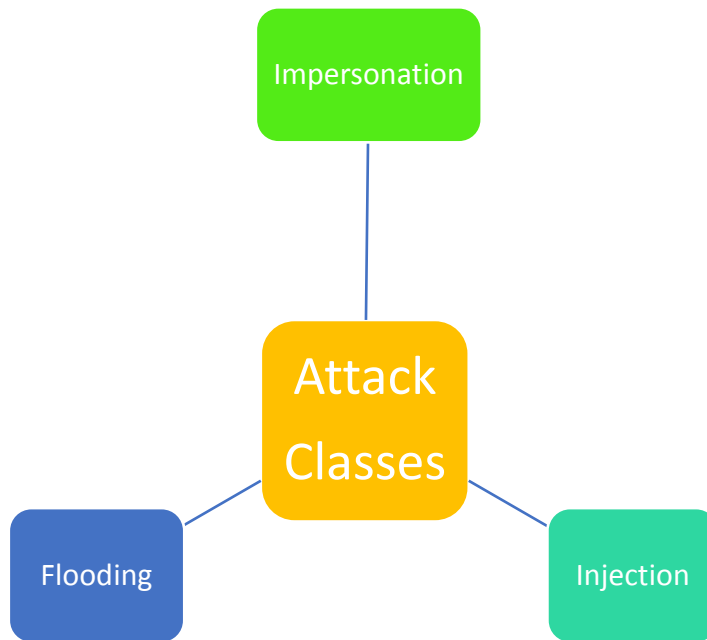 Impersonation
Attack
Classes
Flooding
Injection